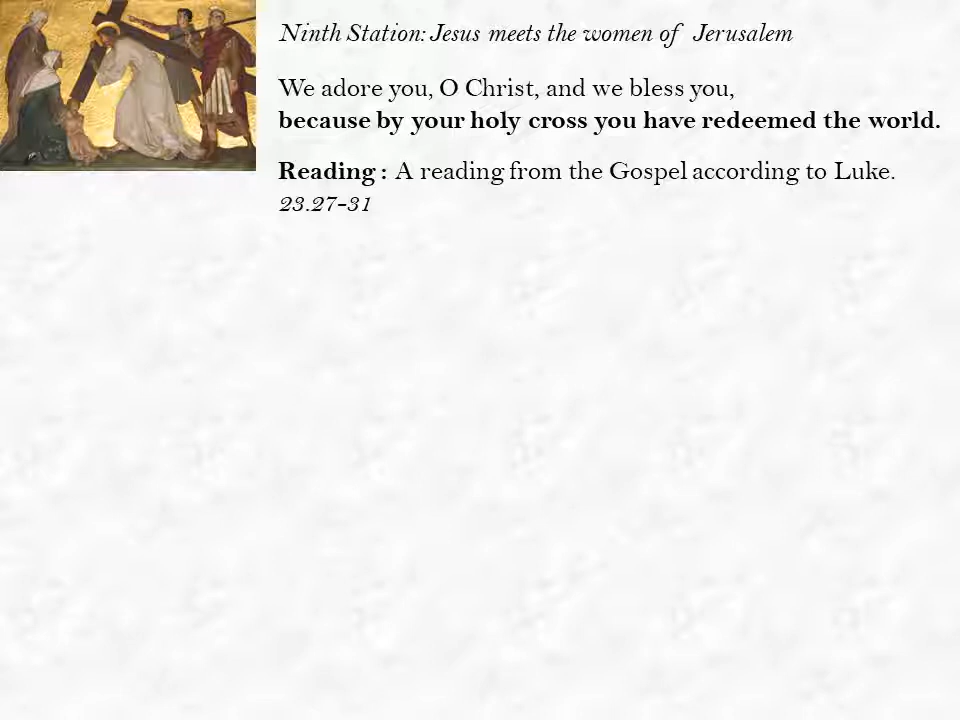 Ninth Station: Jesus meets the women of Jerusalem
We adore you, O Christ, and we bless you,
because by your holy cross you have redeemed the world.
Reading : A reading from the Gospel according to Luke.
23.27-31